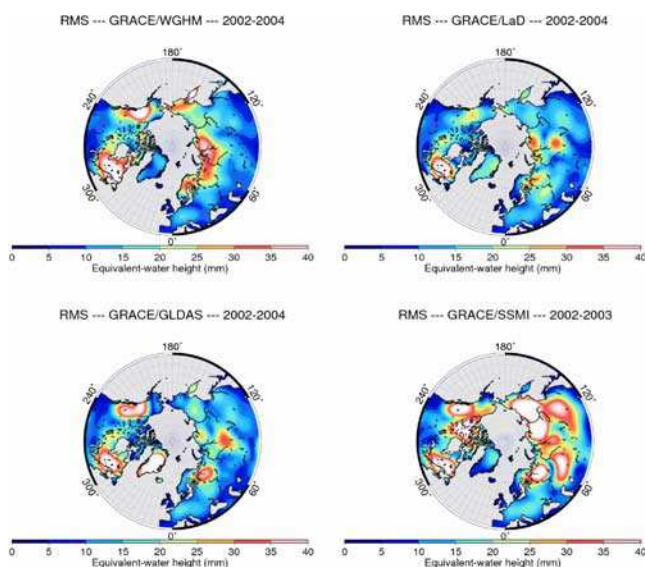 RMS --- GRACE/WGHM --- 2002-2004
180˚
240˚
120˚
300˚
60˚
0˚
0 5 10 15 20 25 30 35 40
Equivalent-water height (mm)
RMS --- GRACE/LaD --- 2002-2004
180˚
240˚
120˚
300˚
60˚
0˚
0 5 10 15 20 25 30 35 40
Equivalent-water height (mm)
RMS --- GRACE/GLDAS --- 2002-2004
180˚
240˚
120˚
300˚
60˚
0˚
0 5 10 15 20 25 30 35 40
Equivalent-water height (mm)
RMS --- GRACE/SSMI --- 2002-2003
180˚
240˚
120˚
300˚
60˚
0˚
0 5 10 15 20 25 30 35 40
Equivalent-water height (mm)